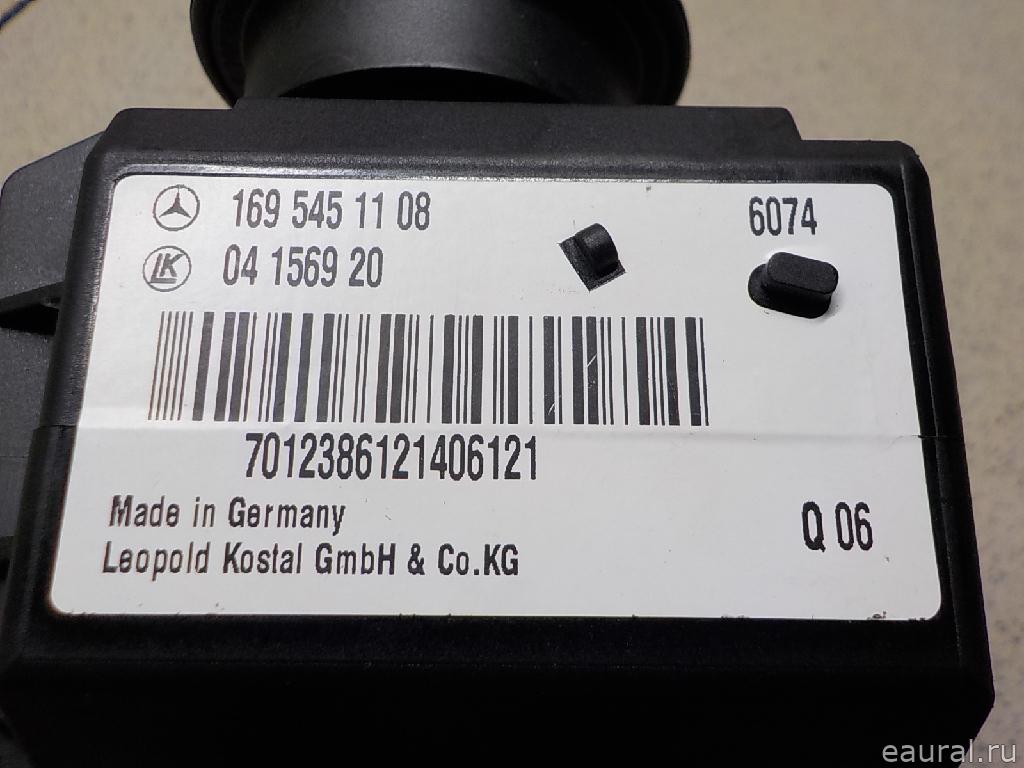 169 545 11 08
6074
LK
04 1569 20
7012386121406121
Made in Germany
Leopold Kostal GmbH & Co.KG
Q 06
eaural.ru